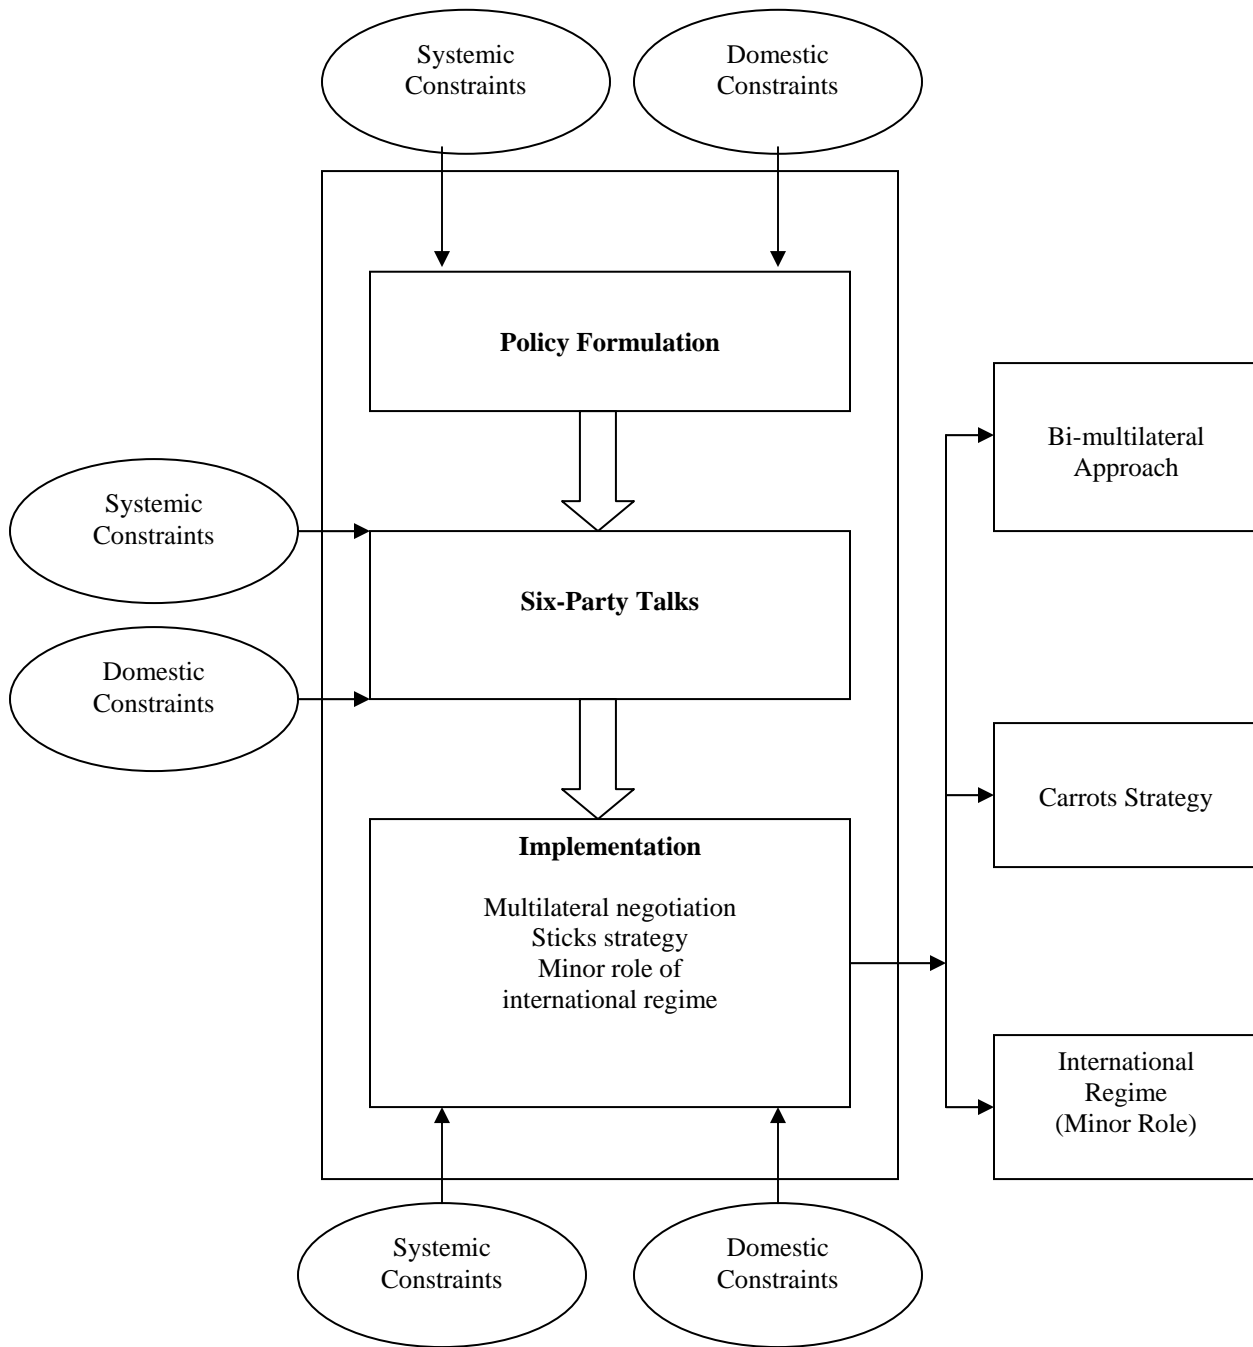 Systemic
Constraints
Domestic
Constraints
Policy Formulation
Bi-multilateral
Approach
Systemic
Constraints
Six-Party Talks
Domestic
Constraints
Carrots Strategy
Implementation
Multilateral negotiation
Sticks strategy
Minor role of
international regime
International
Regime
(Minor Role)
Systemic
Constraints
Domestic
Constraints